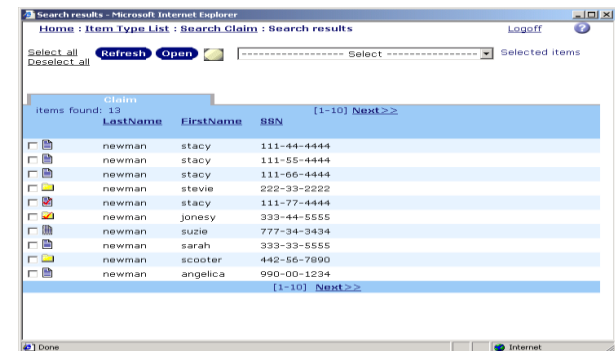 Search results - Microsoft Internet Explorer
Home : Item Type List : Search Claim : Search results Logoff ?
Select all Refresh Open ----------------- Select ----------------- Selected items
Deselect all
Claim
items found: 13 [1-10] Next>>
LastName FirstName SSN
newman stacy 111-44-4444
newman stacy 111-55-4444
newman stacy 111-66-4444
newman stevie 222-33-2222
newman stacy 111-77-4444
newman jonesy 333-44-5555
newman suzie 777-34-3434
newman sarah 333-33-5555
newman scooter 442-56-7890
newman angelica 990-00-1234
[1-10] Next>>
Done Internet